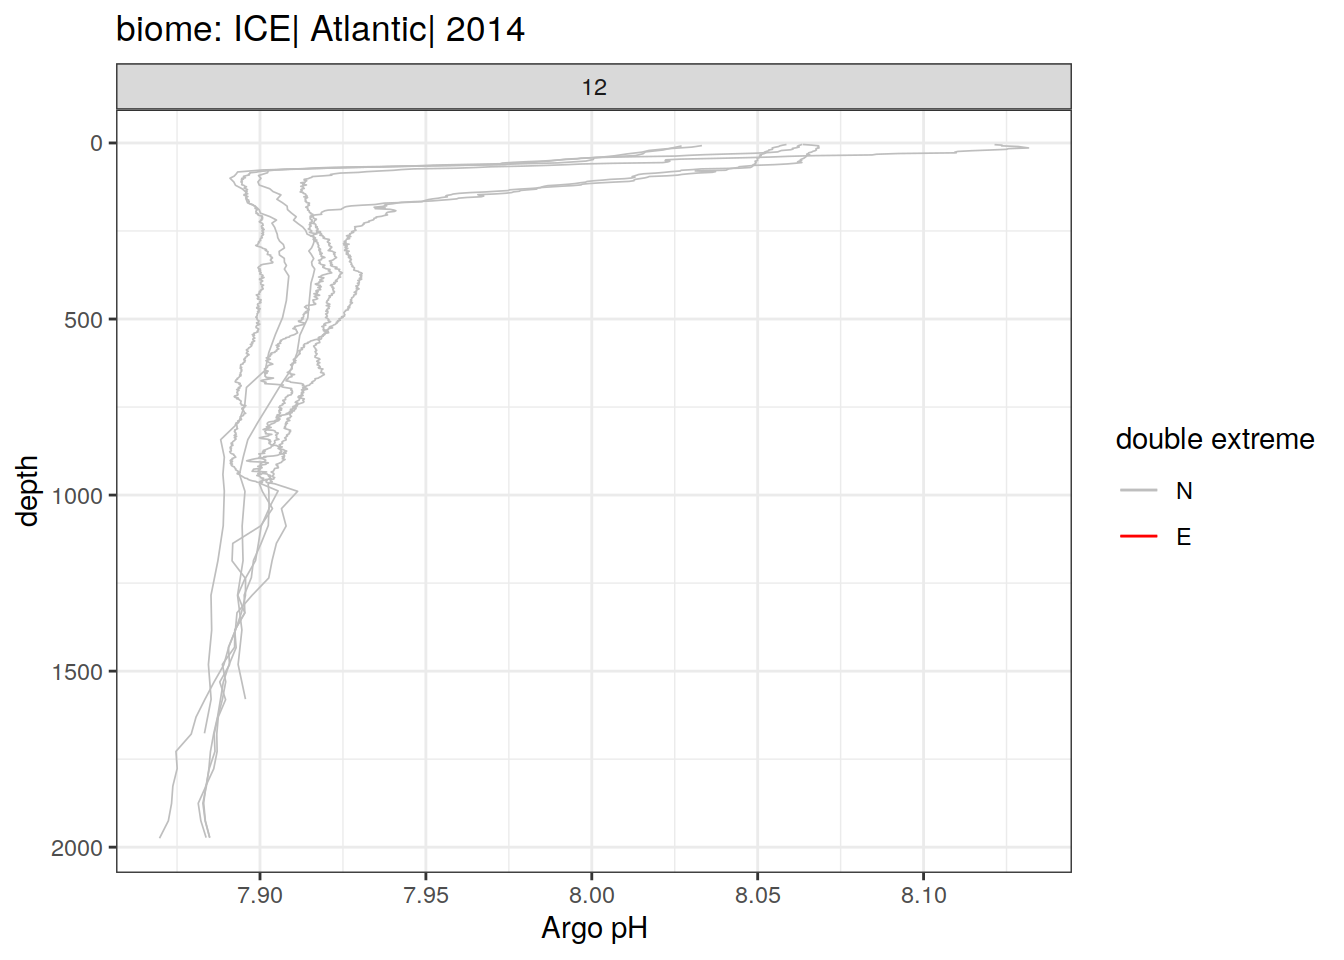 biome: ICE| Atlantic| 2014
12
0
500
1000
1500
2000
depth
7.90 7.95 8.00 8.05 8.10
Argo pH
double extreme
N
E